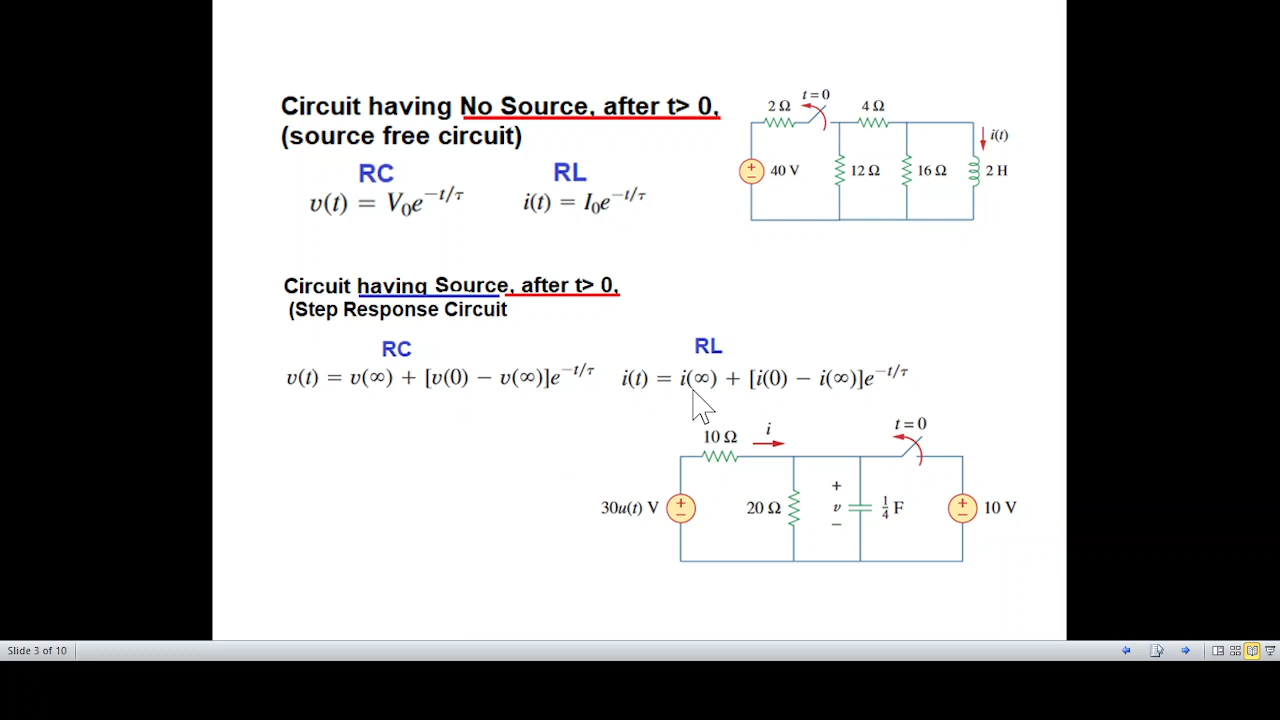 Circuit having No Source, after t> 0,
(source free circuit)
RC
RL
v(t) = V₀e^−t/τ
i(t) = I₀e^−t/τ
t = 0
2 Ω
4 Ω
i(t)
+
−
40 V
12 Ω
16 Ω
2 H
Circuit having Source, after t> 0,
(Step Response Circuit
RC
RL
v(t) = v(∞) + [v(0) − v(∞)]e^−t/τ
i(t) = i(∞) + [i(0) − i(∞)]e^−t/τ
10 Ω
i
t = 0
30u(t) V
+
−
20 Ω
+
v
−
1/4 F
+
−
10 V
Slide 3 of 10